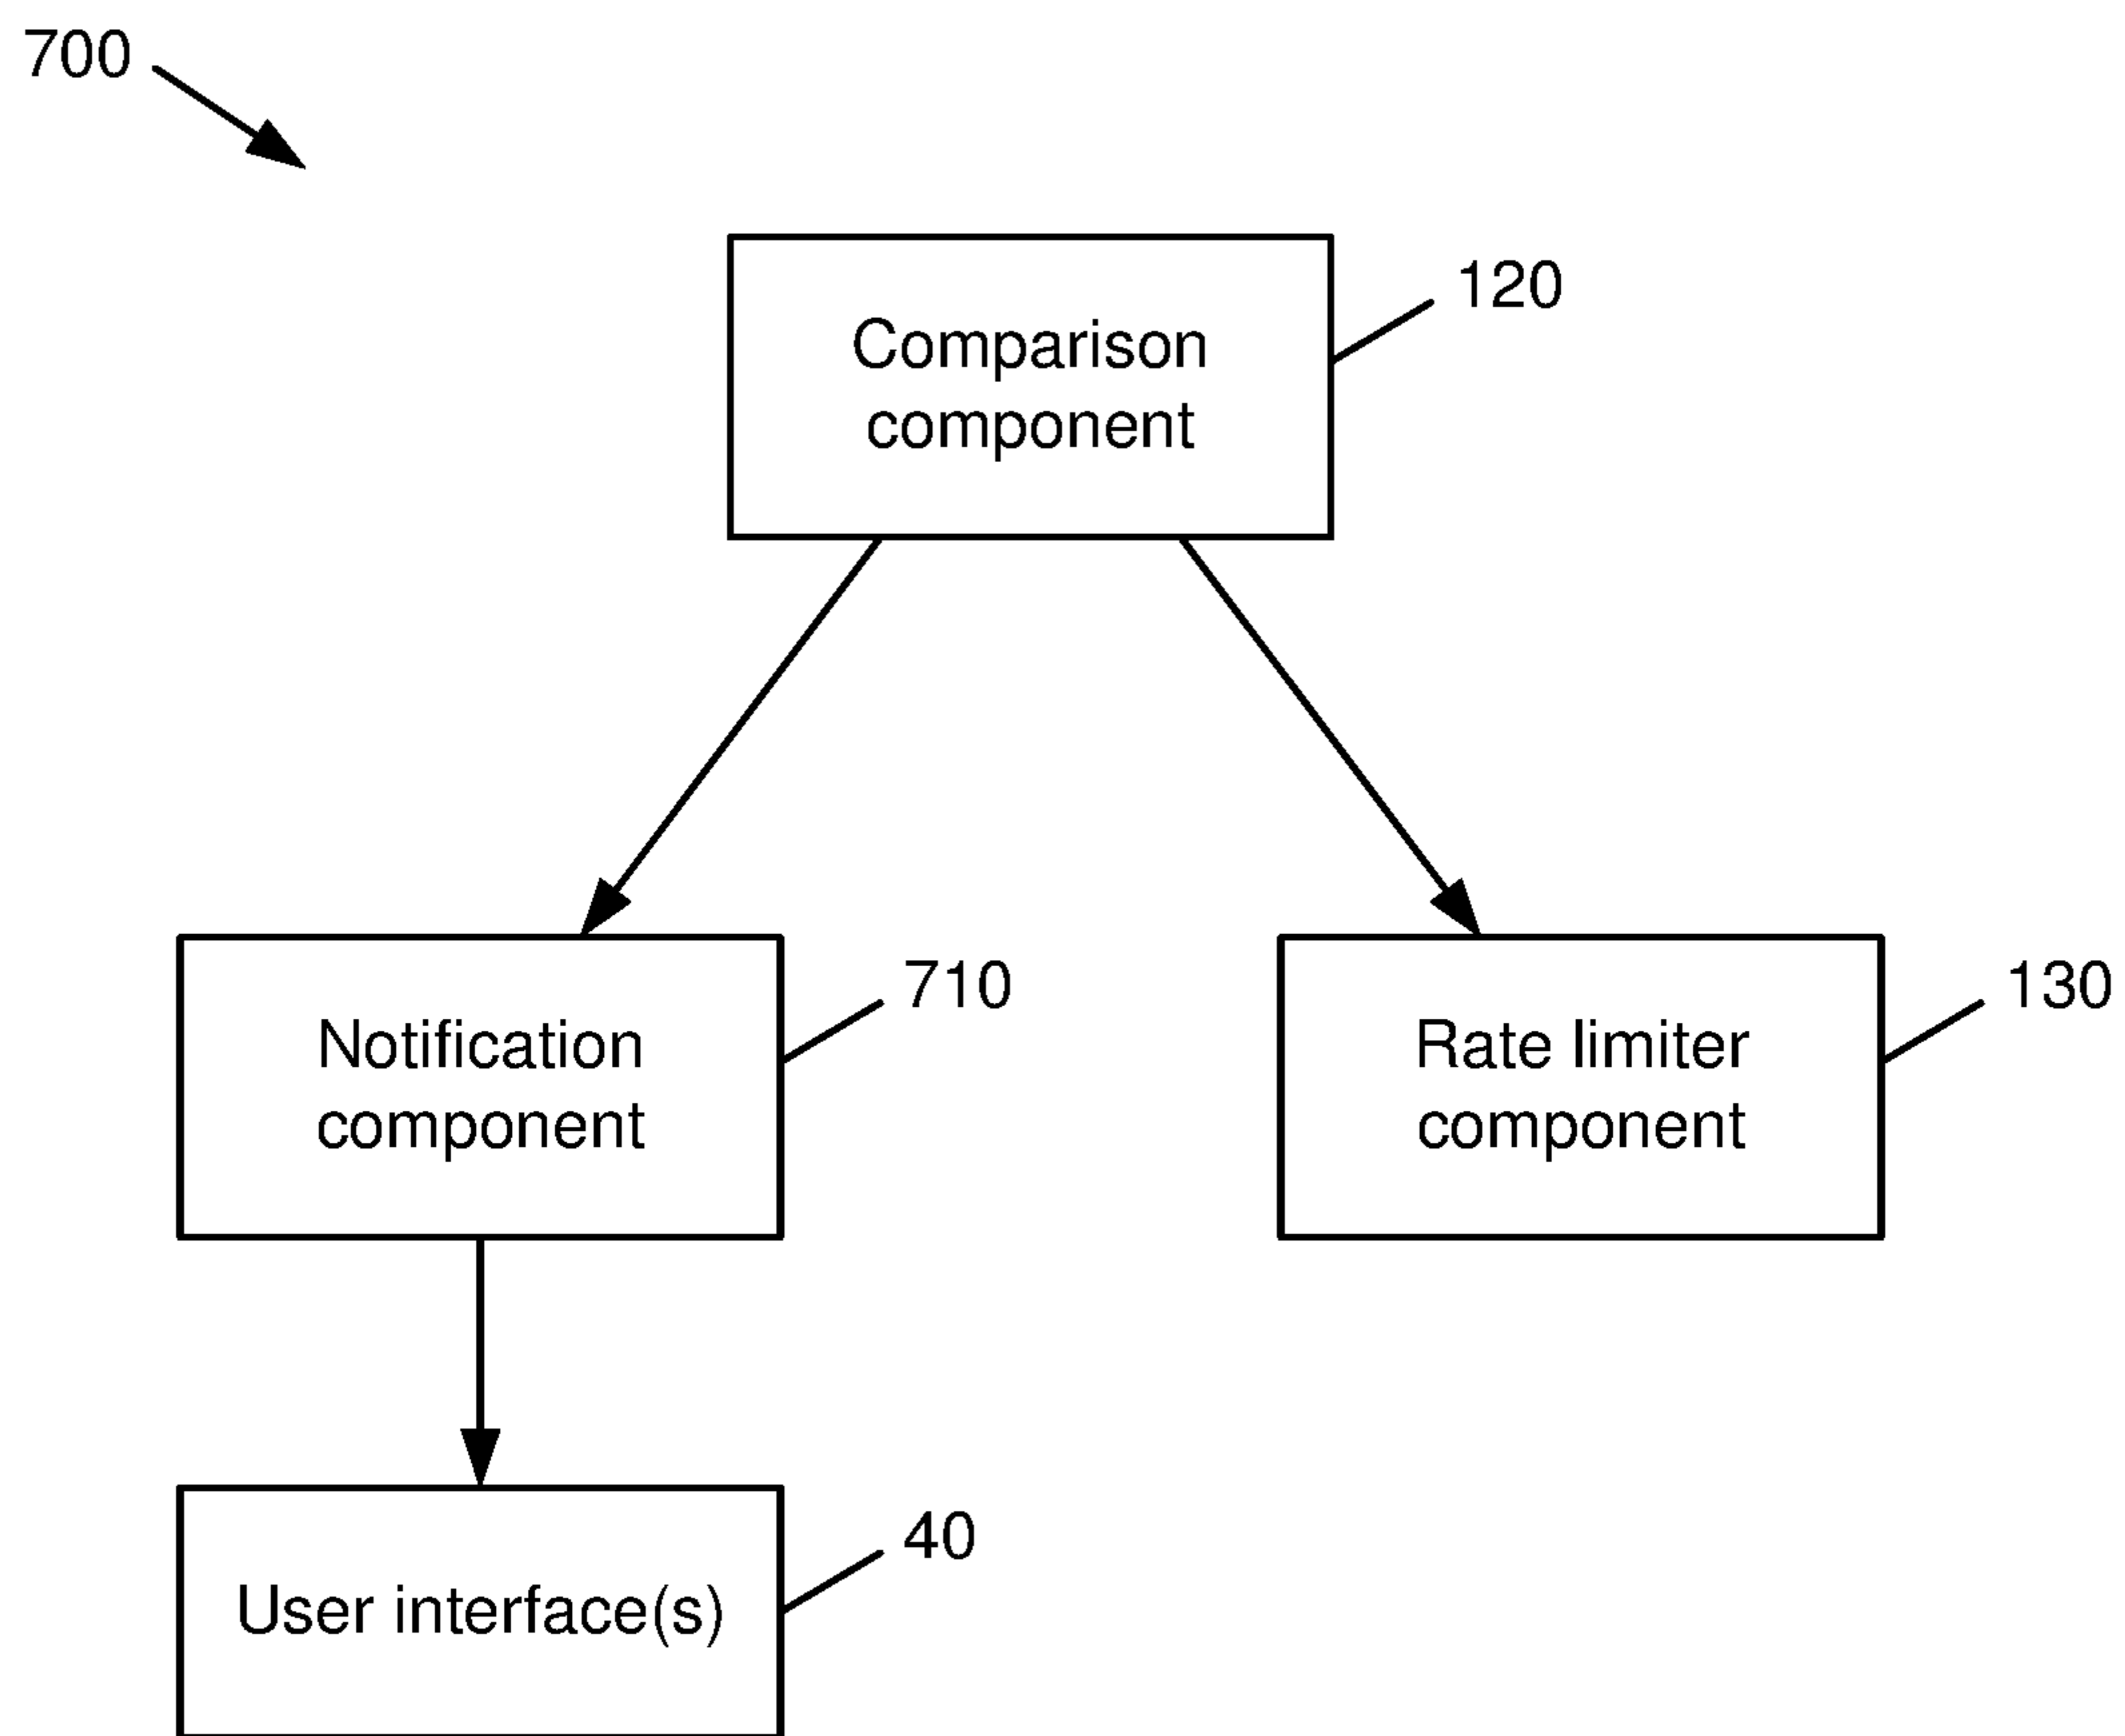 700
120
Comparison
component
710
130
Notification
component
Rate limiter
component
40
User interface(s)